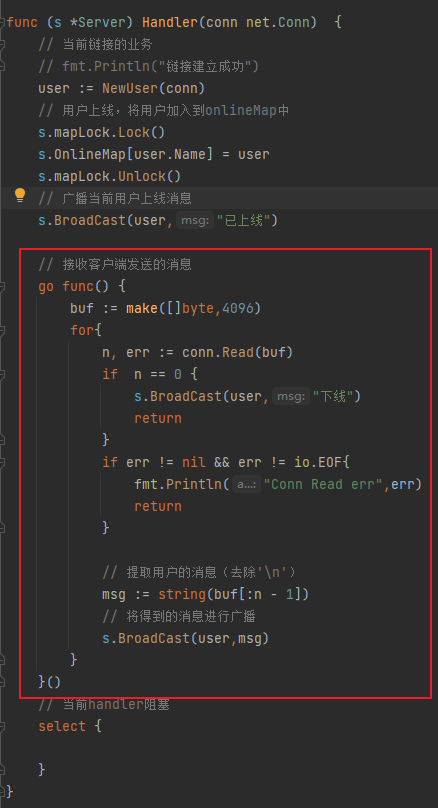 func (s *Server) Handler(conn net.Conn)  {
    // 当前链接的业务
    // fmt.Println("链接建立成功")
    user := NewUser(conn)
    // 用户上线，将用户加入到onlineMap中
    s.mapLock.Lock()
    s.OnlineMap[user.Name] = user
    s.mapLock.Unlock()
    // 广播当前用户上线消息
    s.BroadCast(user, msg: "已上线")

    // 接收客户端发送的消息
    go func() {
        buf := make([]byte,4096)
        for{
            n, err := conn.Read(buf)
            if  n == 0 {
                s.BroadCast(user, msg: "下线")
                return
            }
            if err != nil && err != io.EOF{
                fmt.Println( a...: "Conn Read err",err)
                return
            }

            // 提取用户的消息（去除'\n'）
            msg := string(buf[:n - 1])
            // 将得到的消息进行广播
            s.BroadCast(user,msg)
        }
    }()
    // 当前handler阻塞
    select {

    }
}